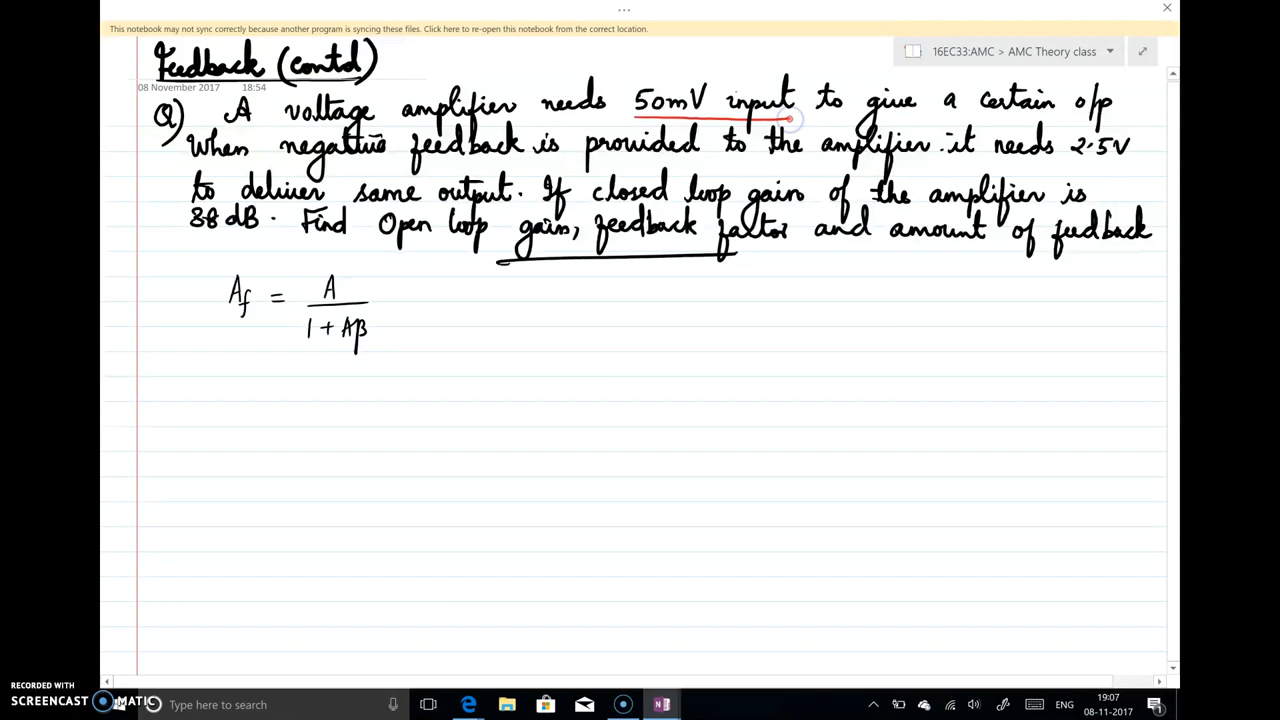 This notebook may not sync correctly because another program is syncing these files. Click here to re-open this notebook from the correct location.
Feedback (contd)
16EC33:AMC > AMC Theory class
08 November 2017 18:54
Q) A voltage amplifier needs 50mV input to give a certain o/p
When negative feedback is provided to the amplifier. it needs 2.5V
to deliver same output. If closed loop gain of the amplifier is
38 dB. Find Open loop gain, feedback factor and amount of feedback
Af = A
1 + Aβ
RECORDED WITH
SCREENCAST MATIC
Type here to search
ENG
19:07
08-11-2017
1